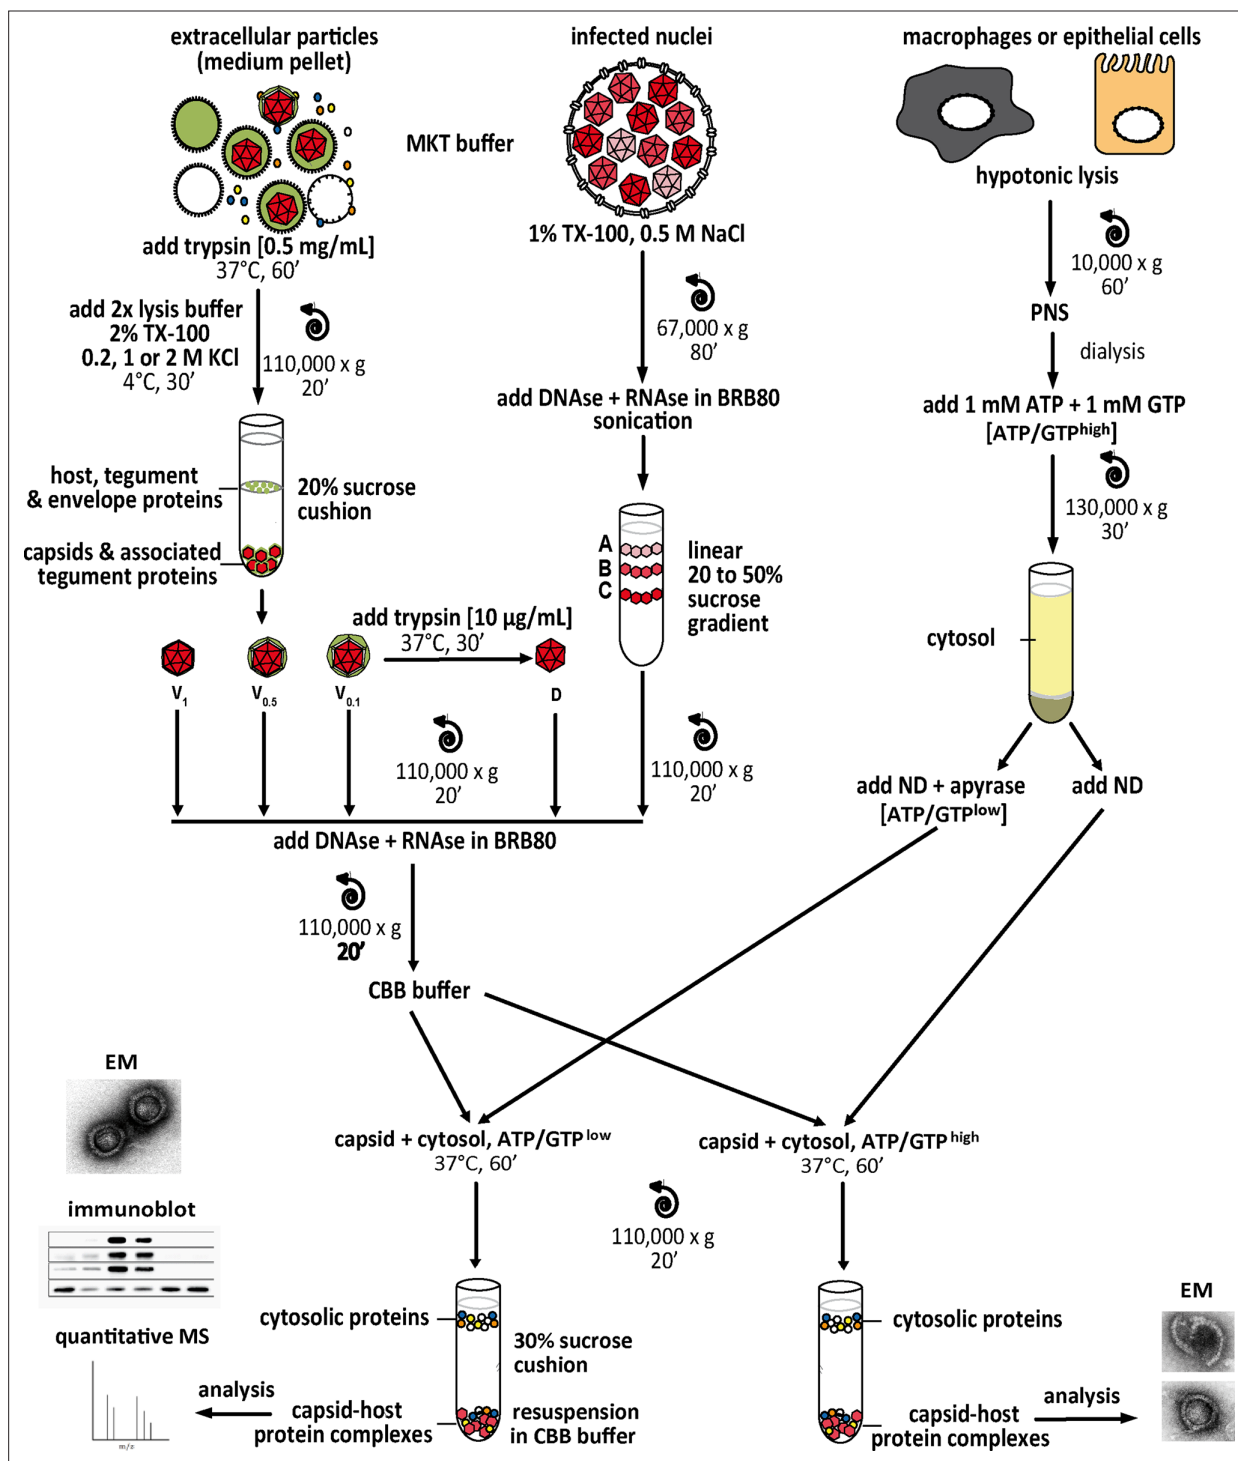 extracellular particles
(medium pellet)
infected nuclei
macrophages or epithelial cells
MKT buffer
hypotonic lysis
add trypsin [0.5 mg/mL]
37°C, 60′
1% TX-100, 0.5 M NaCl
10,000 x g
60′
PNS
add 2x lysis buffer
2% TX-100
0.2, 1 or 2 M KCl
4°C, 30′
110,000 x g
20′
67,000 x g
80′
dialysis
add DNAse + RNAse in BRB80
sonication
add 1 mM ATP + 1 mM GTP
[ATP/GTPhigh]
host, tegument
& envelope proteins
20% sucrose
cushion
130,000 x g
30′
capsids & associated
tegument proteins
A
B
C
linear
20 to 50%
sucrose
gradient
add trypsin [10 µg/mL]
37°C, 30′
cytosol
V1
V0.5
V0.1
D
110,000 x g
20′
110,000 x g
20′
add ND + apyrase
[ATP/GTPlow]
add ND
add DNAse + RNAse in BRB80
110,000 x g
20′
CBB buffer
EM
capsid + cytosol, ATP/GTPlow
37°C, 60′
capsid + cytosol, ATP/GTPhigh
37°C, 60′
immunoblot
110,000 x g
20′
cytosolic proteins
30% sucrose
cushion
cytosolic proteins
EM
quantitative MS
analysis
capsid-host
protein complexes
resuspension
in CBB buffer
capsid-host
protein complexes
analysis
m/z